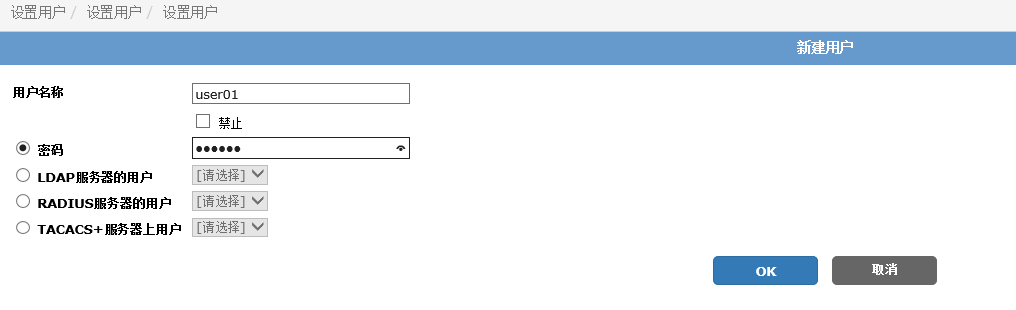 设置用户 / 设置用户 / 设置用户
新建用户
用户名称 user01
禁止
密码 ●●●●●●
LDAP服务器的用户 [请选择]
RADIUS服务器的用户 [请选择]
TACACS+服务器上用户 [请选择]
OK 取消